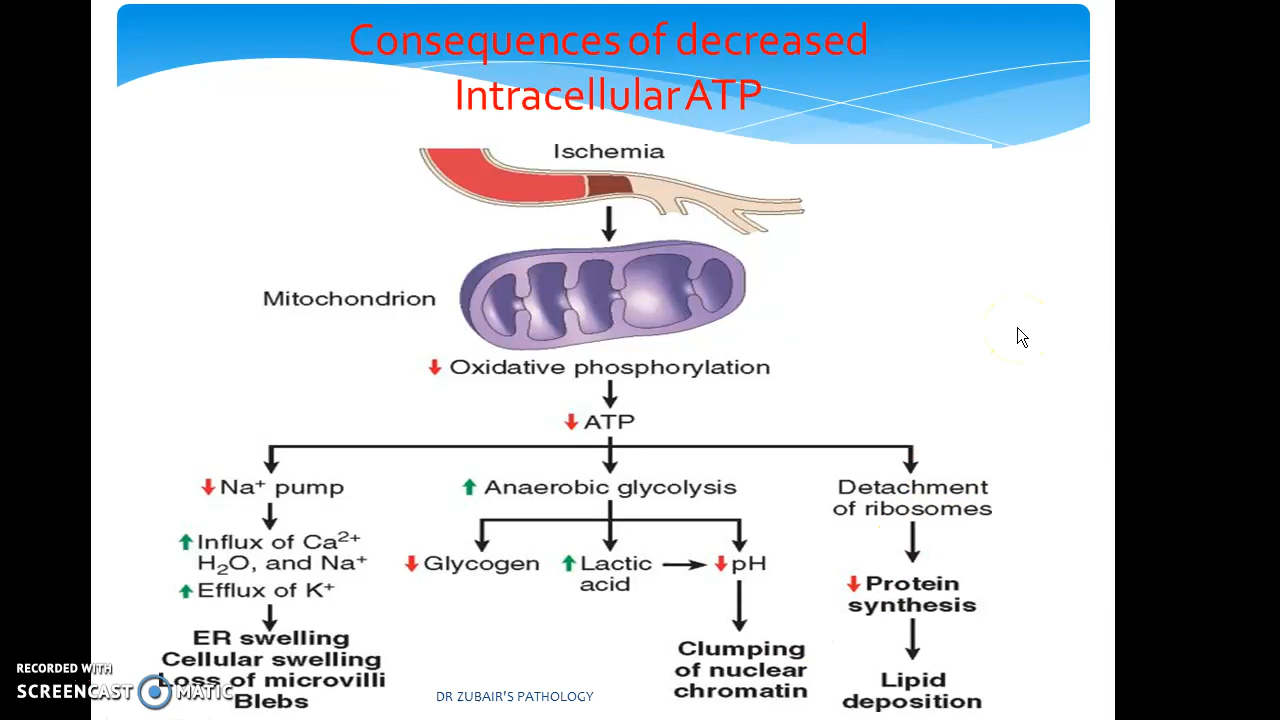 Consequences of decreased
Intracellular ATP
Ischemia
Mitochondrion
Oxidative phosphorylation
ATP
Na⁺ pump
Influx of Ca²⁺
H₂O, and Na⁺
Efflux of K⁺
ER swelling
Cellular swelling
Loss of microvilli
Blebs
Anaerobic glycolysis
Glycogen
Lactic
acid
pH
Clumping
of nuclear
chromatin
Detachment
of ribosomes
Protein
synthesis
Lipid
deposition
RECORDED WITH
SCREENCAST MATIC
DR ZUBAIR'S PATHOLOGY